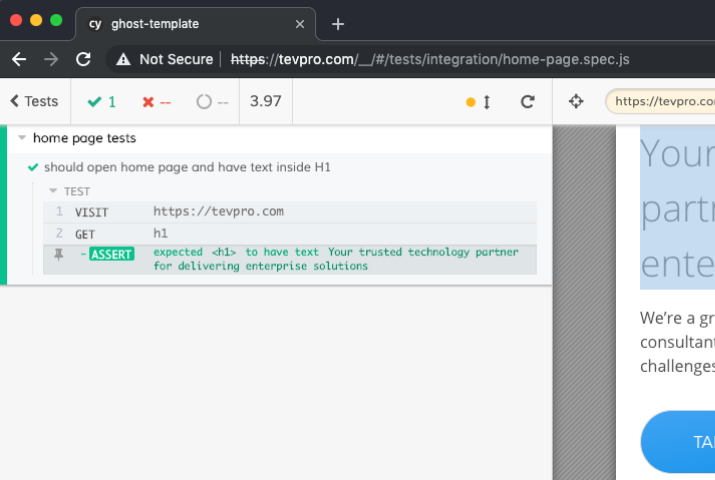 cy ghost-template
Not Secure https://tevpro.com/__/#/tests/integration/home-page.spec.js
Tests 1 -- -- 3.97 https://tevpro.co
home page tests
should open home page and have text inside H1
TEST
1 VISIT https://tevpro.com
2 GET h1
-ASSERT expected <h1> to have text Your trusted technology partner
for delivering enterprise solutions
Your
partn
ente
We're a gr
consultant
challenges
TA